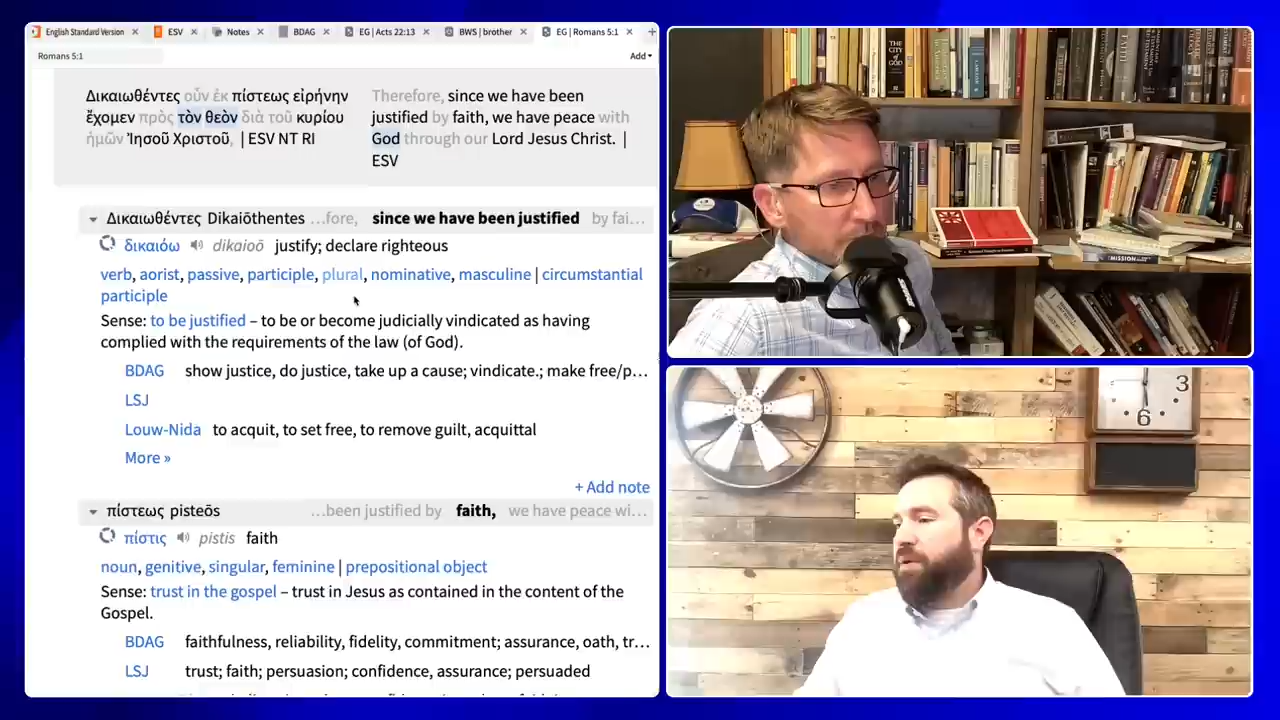 English Standard Version
ESV
Notes
BDAG
EG | Acts 22:13
BWS | brother
EG | Romans 5:1
Romans 5:1
Add
Δικαιωθέντες οὖν ἐκ πίστεως εἰρήνην
ἔχομεν πρὸς τὸν θεὸν διὰ τοῦ κυρίου
ἡμῶν Ἰησοῦ Χριστοῦ, | ESV NT RI
Therefore, since we have been
justified by faith, we have peace with
God through our Lord Jesus Christ. |
ESV
Δικαιωθέντες Dikaiōthentes …fore, since we have been justified by fai…
δικαιόω dikaioō justify; declare righteous
verb, aorist, passive, participle, plural, nominative, masculine | circumstantial
participle
Sense: to be justified – to be or become judicially vindicated as having
complied with the requirements of the law (of God).
BDAG show justice, do justice, take up a cause; vindicate.; make free/p…
LSJ
Louw-Nida to acquit, to set free, to remove guilt, acquittal
More »
+ Add note
πίστεως pisteōs …been justified by faith, we have peace wi…
πίστις pistis faith
noun, genitive, singular, feminine | prepositional object
Sense: trust in the gospel – trust in Jesus as contained in the content of the
Gospel.
BDAG faithfulness, reliability, fidelity, commitment; assurance, oath, tr…
LSJ trust; faith; persuasion; confidence, assurance; persuaded
THE
CITY
OF
GOD
MISSION
3
6